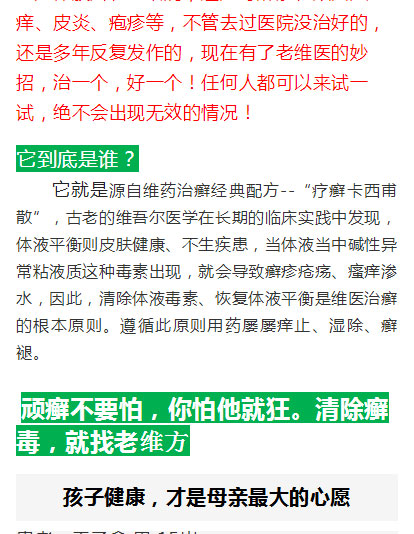 痒、皮炎、疱疹等，不管去过医院没治好的，
还是多年反复发作的，现在有了老维医的妙
招，治一个，好一个！任何人都可以来试一
试，绝不会出现无效的情况！
它到底是谁？
它就是源自维药治癣经典配方--“疗癣卡西甫
散”，古老的维吾尔医学在长期的临床实践中发现，
体液平衡则皮肤健康、不生疾患，当体液当中碱性异
常粘液质这种毒素出现，就会导致癣疹疮疡、瘙痒渗
水，因此，清除体液毒素、恢复体液平衡是维医治癣
的根本原则。遵循此原则用药屡屡痒止、湿除、癣
褪。
顽癣不要怕，你怕他就狂。清除癣
毒，就找老维方
孩子健康，才是母亲最大的心愿